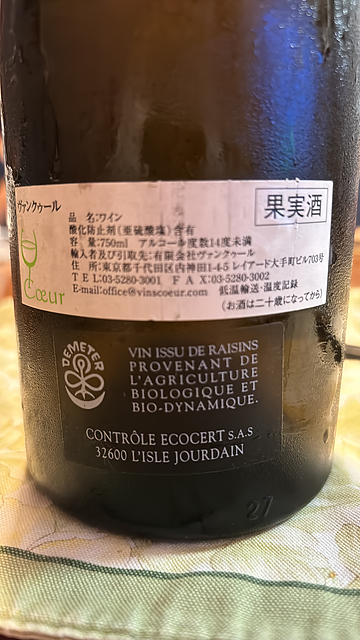 ヴァンクゥール
Cœur
果実酒
品 名:ワイン
酸化防止剤(亜硫酸塩)含有
容 量:750ml アルコール度数14度未満
輸入者及び引取先:有限会社ヴァンクゥール
住 所:東京都千代田区内神田1-4-5 レイアード大手町ビル703号
T E L:03-5280-3001 F A X:03-5280-3002
E-mail:office@vinscoeur.com 低温輸送・温度記録
(お酒は二十歳になってから)
DEMETER
VIN ISSU DE RAISINS
PROVENANT DE
L'AGRICULTURE
BIOLOGIQUE ET
BIO-DYNAMIQUE.
CONTRÔLE ECOCERT S.A.S
32600 L'ISLE JOURDAIN
27